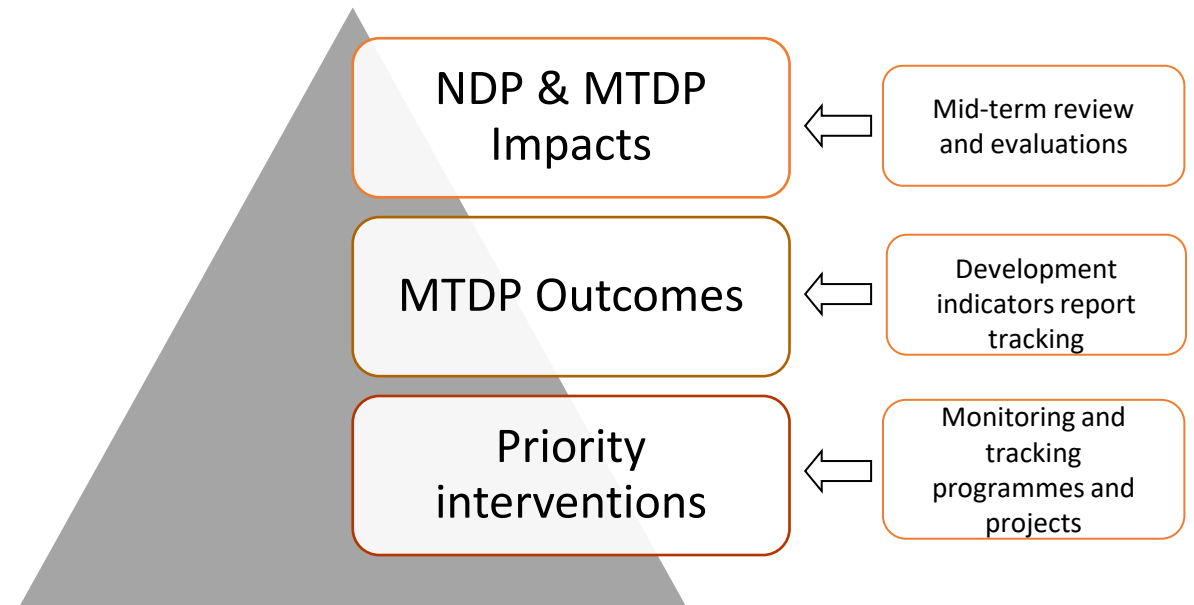 NDP & MTDP
Impacts
Mid-term review
and evaluations
MTDP Outcomes
Development
indicators report
tracking
Priority
interventions
Monitoring and
tracking
programmes and
projects